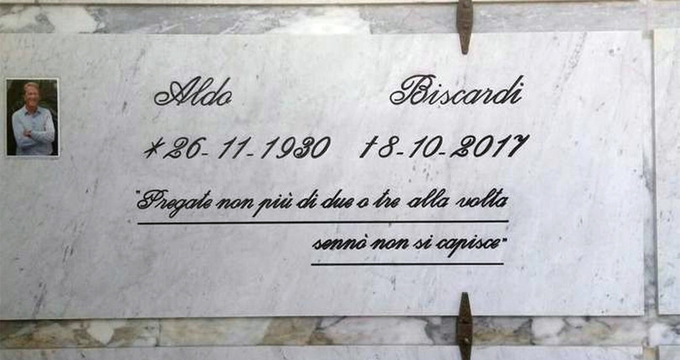 Aldo Biscardi
*26-11-1930 †8-10-2017
"Pregate non più di due o tre alla volta
sennò non si capisce"